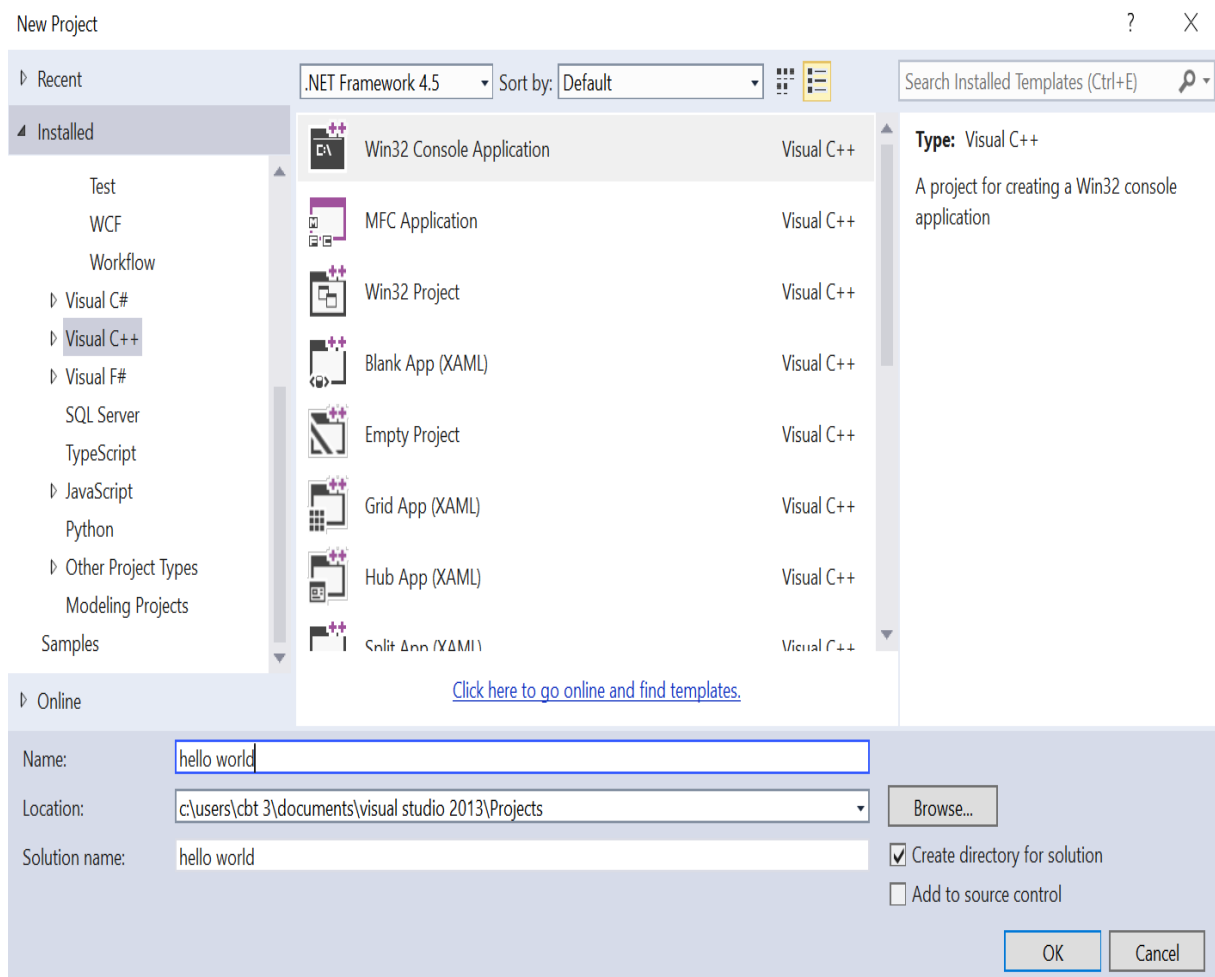 New Project
?
Recent
.NET Framework 4.5
Sort by: Default
Search Installed Templates (Ctrl+E)
Installed
Test
WCF
Workflow
Visual C#
Visual C++
Visual F#
SQL Server
TypeScript
JavaScript
Python
Other Project Types
Modeling Projects
Samples
Online
Win32 Console Application Visual C++
MFC Application Visual C++
Win32 Project Visual C++
Blank App (XAML) Visual C++
Empty Project Visual C++
Grid App (XAML) Visual C++
Hub App (XAML) Visual C++
Split App (XAML) Visual C++
Click here to go online and find templates.
Type: Visual C++
A project for creating a Win32 console
application
Name: hello world
Location: c:\users\cbt 3\documents\visual studio 2013\Projects
Browse...
Solution name: hello world
Create directory for solution
Add to source control
OK
Cancel